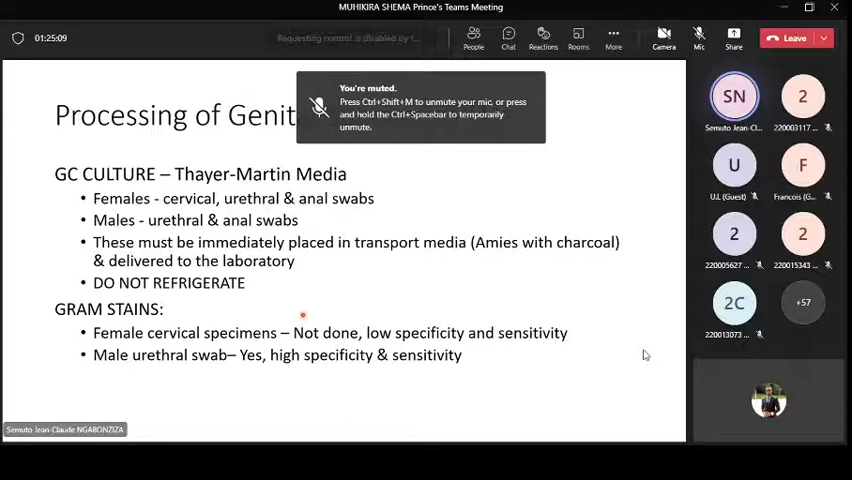 MUHIKIRA SHEMA Prince's Teams Meeting
01:25:09
Requesting control is disabled by t...
People
Chat
Reactions
Rooms
More
Camera
Mic
Share
Leave
You're muted.
Press Ctrl+Shift+M to unmute your mic, or press
and hold the Ctrl+Spacebar to temporarily
unmute.
Processing of Genit
GC CULTURE – Thayer-Martin Media
• Females - cervical, urethral & anal swabs
• Males - urethral & anal swabs
• These must be immediately placed in transport media (Amies with charcoal)
& delivered to the laboratory
• DO NOT REFRIGERATE
GRAM STAINS:
• Female cervical specimens – Not done, low specificity and sensitivity
• Male urethral swab– Yes, high specificity & sensitivity
Semuto Jean-Claude NGABONZIZA
SN
Semuto Jean-Cl...
2
220003117...
U
U.L (Guest)
F
Francois (G...
2
220005627...
2
220015343...
2C
220013073...
+57